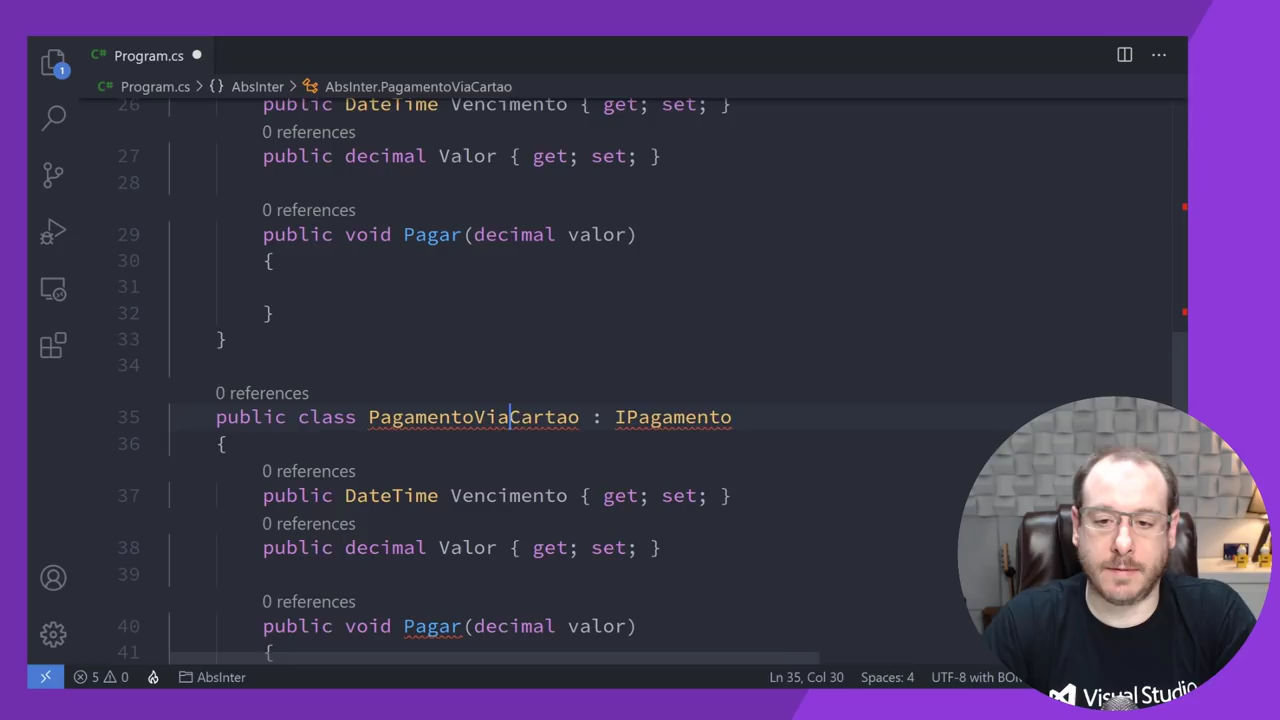 Program.cs
Program.cs > {} AbsInter > AbsInter.PagamentoViaCartao
26 public DateTime Vencimento { get; set; }
0 references
27 public decimal Valor { get; set; }
28
0 references
29 public void Pagar(decimal valor)
30 {
31
32 }
33 }
34
0 references
35 public class PagamentoViaCartao : IPagamento
36 {
0 references
37 public DateTime Vencimento { get; set; }
0 references
38 public decimal Valor { get; set; }
39
0 references
40 public void Pagar(decimal valor)
41 {
1
5 0 AbsInter Ln 35, Col 30 Spaces: 4 UTF-8 with BOM
Visual Studio